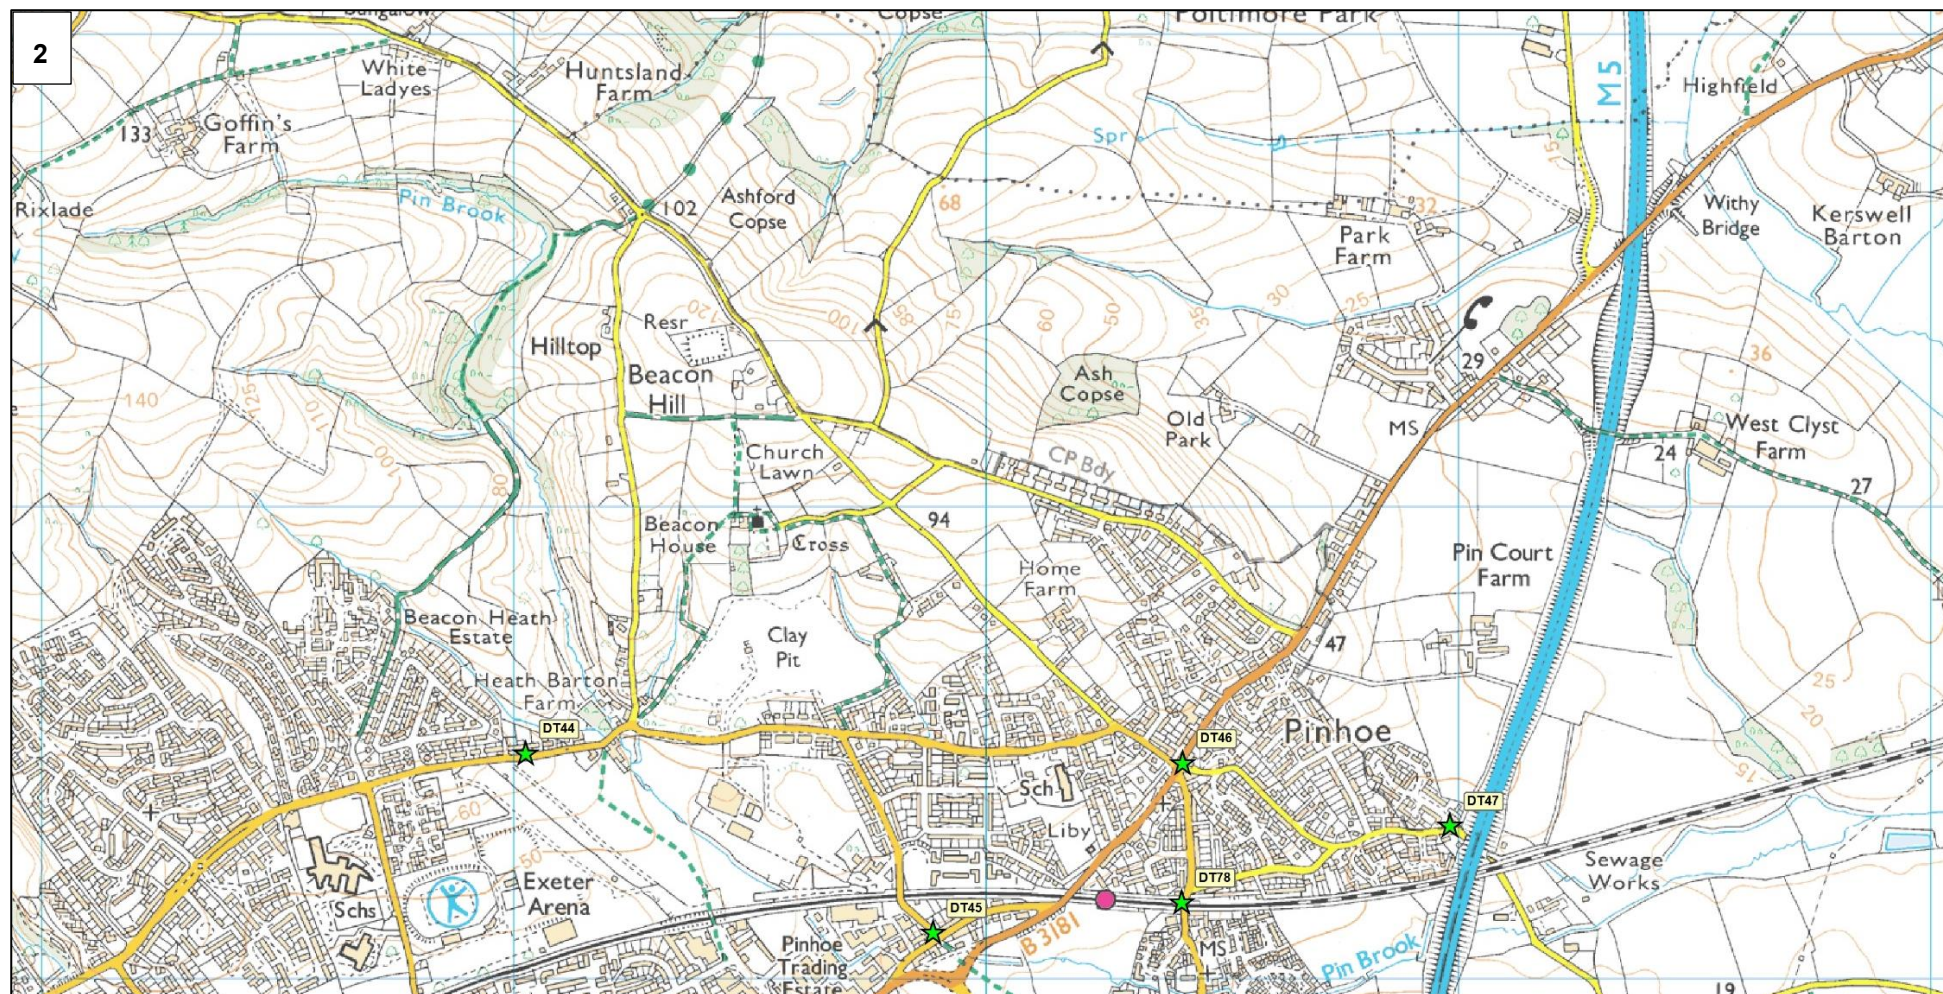 2
Bungalow
Copse
Poltimore Park
White
Ladyes
Huntsland
Farm
M5
Highfield
133
Goffin's
Farm
Spr
15
Rixlade
Pin Brook
102
Ashford
Copse
68
32
Park
Farm
Withy
Bridge
Kerswell
Barton
Resr
120
100
85
75
60
50
35
30
25
Hilltop
29
36
Beacon
Hill
Ash
Copse
Old
Park
MS
140
125
110
100
80
Church
Lawn
CP Bdy
West Clyst
Farm
24
27
Beacon
House
Cross
94
Home
Farm
Pin Court
Farm
Beacon Heath
Estate
Clay
Pit
47
Heath Barton
Farm
25
20
15
DT44
DT46
Pinhoe
Sch
60
Liby
DT47
50
Exeter
Arena
Schs
DT78
DT45
Sewage
Works
B 3181
Pinhoe
Trading
Estate
MS
Pin Brook
19